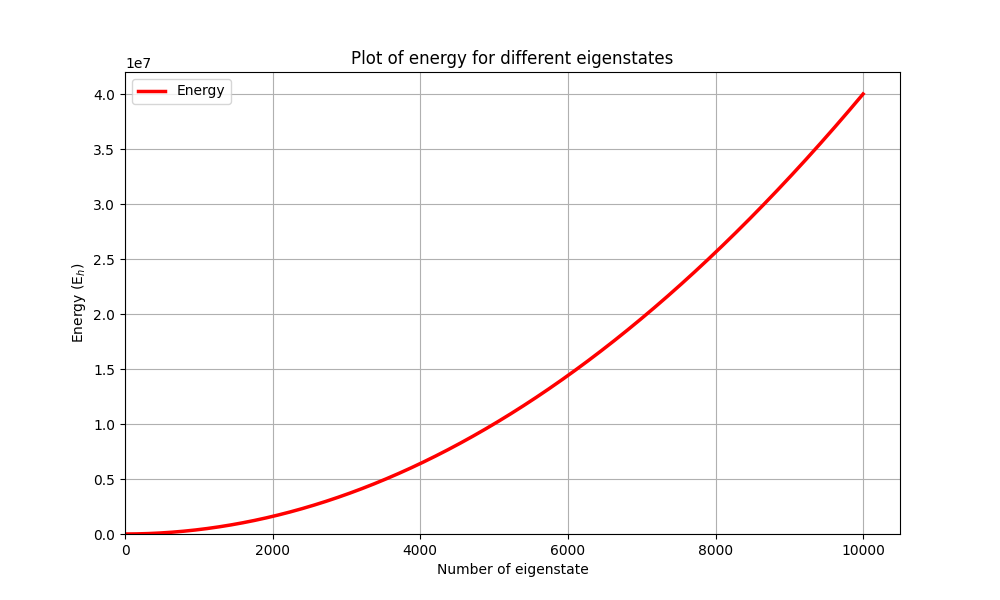 Plot of energy for different eigenstates
1e7
Energy
4.0
3.5
3.0
2.5
2.0
1.5
1.0
0.5
0.0
Energy (E$_h$)
0 2000 4000 6000 8000 10000
Number of eigenstate